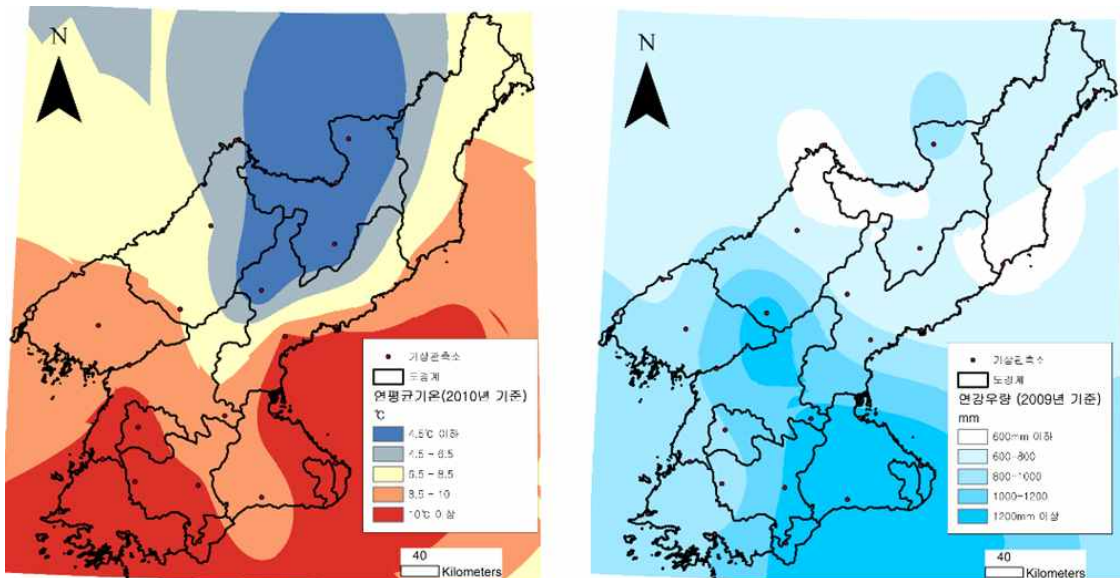 N
기상관측소
도경계
연평균기온(2010년 기준)
℃
4.5℃ 이하
4.5 - 6.5
6.5 - 8.5
8.5 - 10
10℃ 이상
40
Kilometers
N
기상관측소
도경계
연강우량 (2009년 기준)
mm
600mm 이하
600-800
800-1000
1000-1200
1200mm 이상
40
Kilometers